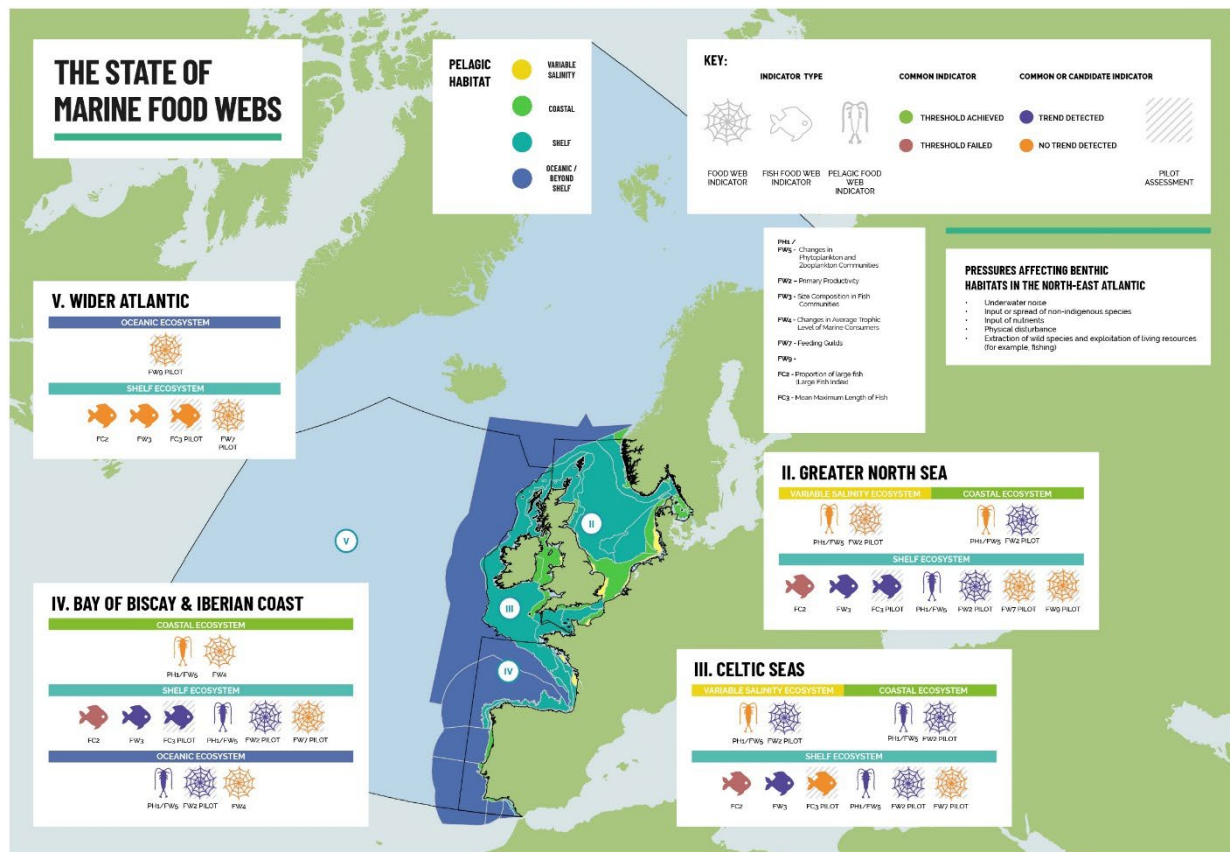 THE STATE OF
MARINE FOOD WEBS
PELAGIC
HABITAT
VARIABLE
SALINITY
COASTAL
SHELF
OCEANIC /
BEYOND
SHELF
KEY:
INDICATOR TYPE
COMMON INDICATOR
COMMON OR CANDIDATE INDICATOR
THRESHOLD ACHIEVED
TREND DETECTED
THRESHOLD FAILED
NO TREND DETECTED
FOOD WEB
INDICATOR
FISH FOOD WEB
INDICATOR
PELAGIC FOOD
WEB
INDICATOR
PILOT
ASSESSMENT
PH1 /
FW5 - Changes in
Phytoplankton and
Zooplankton Communities
FW2 – Primary Productivity
FW3 - Size Composition in Fish
Communities
FW4 - Changes in Average Trophic
Level of Marine Consumers
FW7 - Feeding Guilds
FW9 -
FC2 - Proportion of large fish
(Large Fish Index)
FC3 - Mean Maximum Length of Fish
PRESSURES AFFECTING BENTHIC
HABITATS IN THE NORTH-EAST ATLANTIC
• Underwater noise
• Input or spread of non-indigenous species
• Input of nutrients
• Physical disturbance
• Extraction of wild species and exploitation of living resources
(for example, fishing)
V. WIDER ATLANTIC
OCEANIC ECOSYSTEM
FW9 PILOT
SHELF ECOSYSTEM
FC2 FW3 FC3 PILOT FW7
PILOT
II
V
III
IV
II. GREATER NORTH SEA
VARIABLE SALINITY ECOSYSTEM COASTAL ECOSYSTEM
PH1/FW5 FW2 PILOT PH1/FW5 FW2 PILOT
SHELF ECOSYSTEM
FC2 FW3 FC3 PILOT PH1/FW5 FW2 PILOT FW7 PILOT FW9 PILOT
IV. BAY OF BISCAY & IBERIAN COAST
COASTAL ECOSYSTEM
PH1/FW5 FW4
SHELF ECOSYSTEM
FC2 FW3 FC3 PILOT PH1/FW5 FW2 PILOT FW7 PILOT
OCEANIC ECOSYSTEM
PH1/FW5 FW2 PILOT FW4
III. CELTIC SEAS
VARIABLE SALINITY ECOSYSTEM COASTAL ECOSYSTEM
PH1/FW5 FW2 PILOT PH1/FW5 FW2 PILOT
SHELF ECOSYSTEM
FC2 FW3 FC3 PILOT PH1/FW5 FW2 PILOT FW7 PILOT